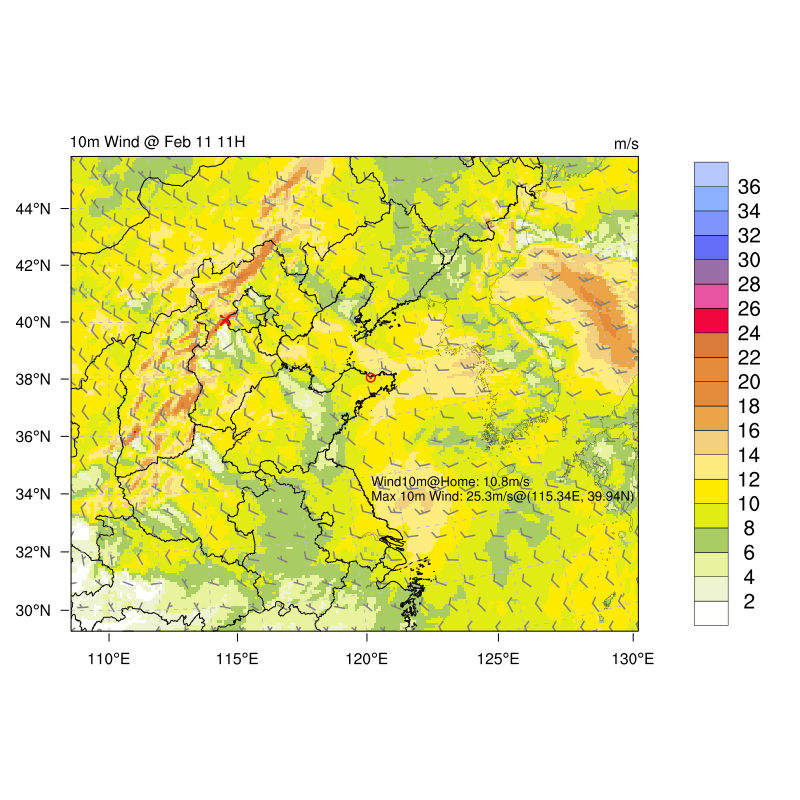 10m Wind @ Feb 11 11H
m/s
44°N
42°N
40°N
38°N
36°N
34°N
32°N
30°N
110°E
115°E
120°E
125°E
130°E
Wind10m@Home: 10.8m/s
Max 10m Wind: 25.3m/s@(115.34E, 39.94N)
36
34
32
30
28
26
24
22
20
18
16
14
12
10
8
6
4
2